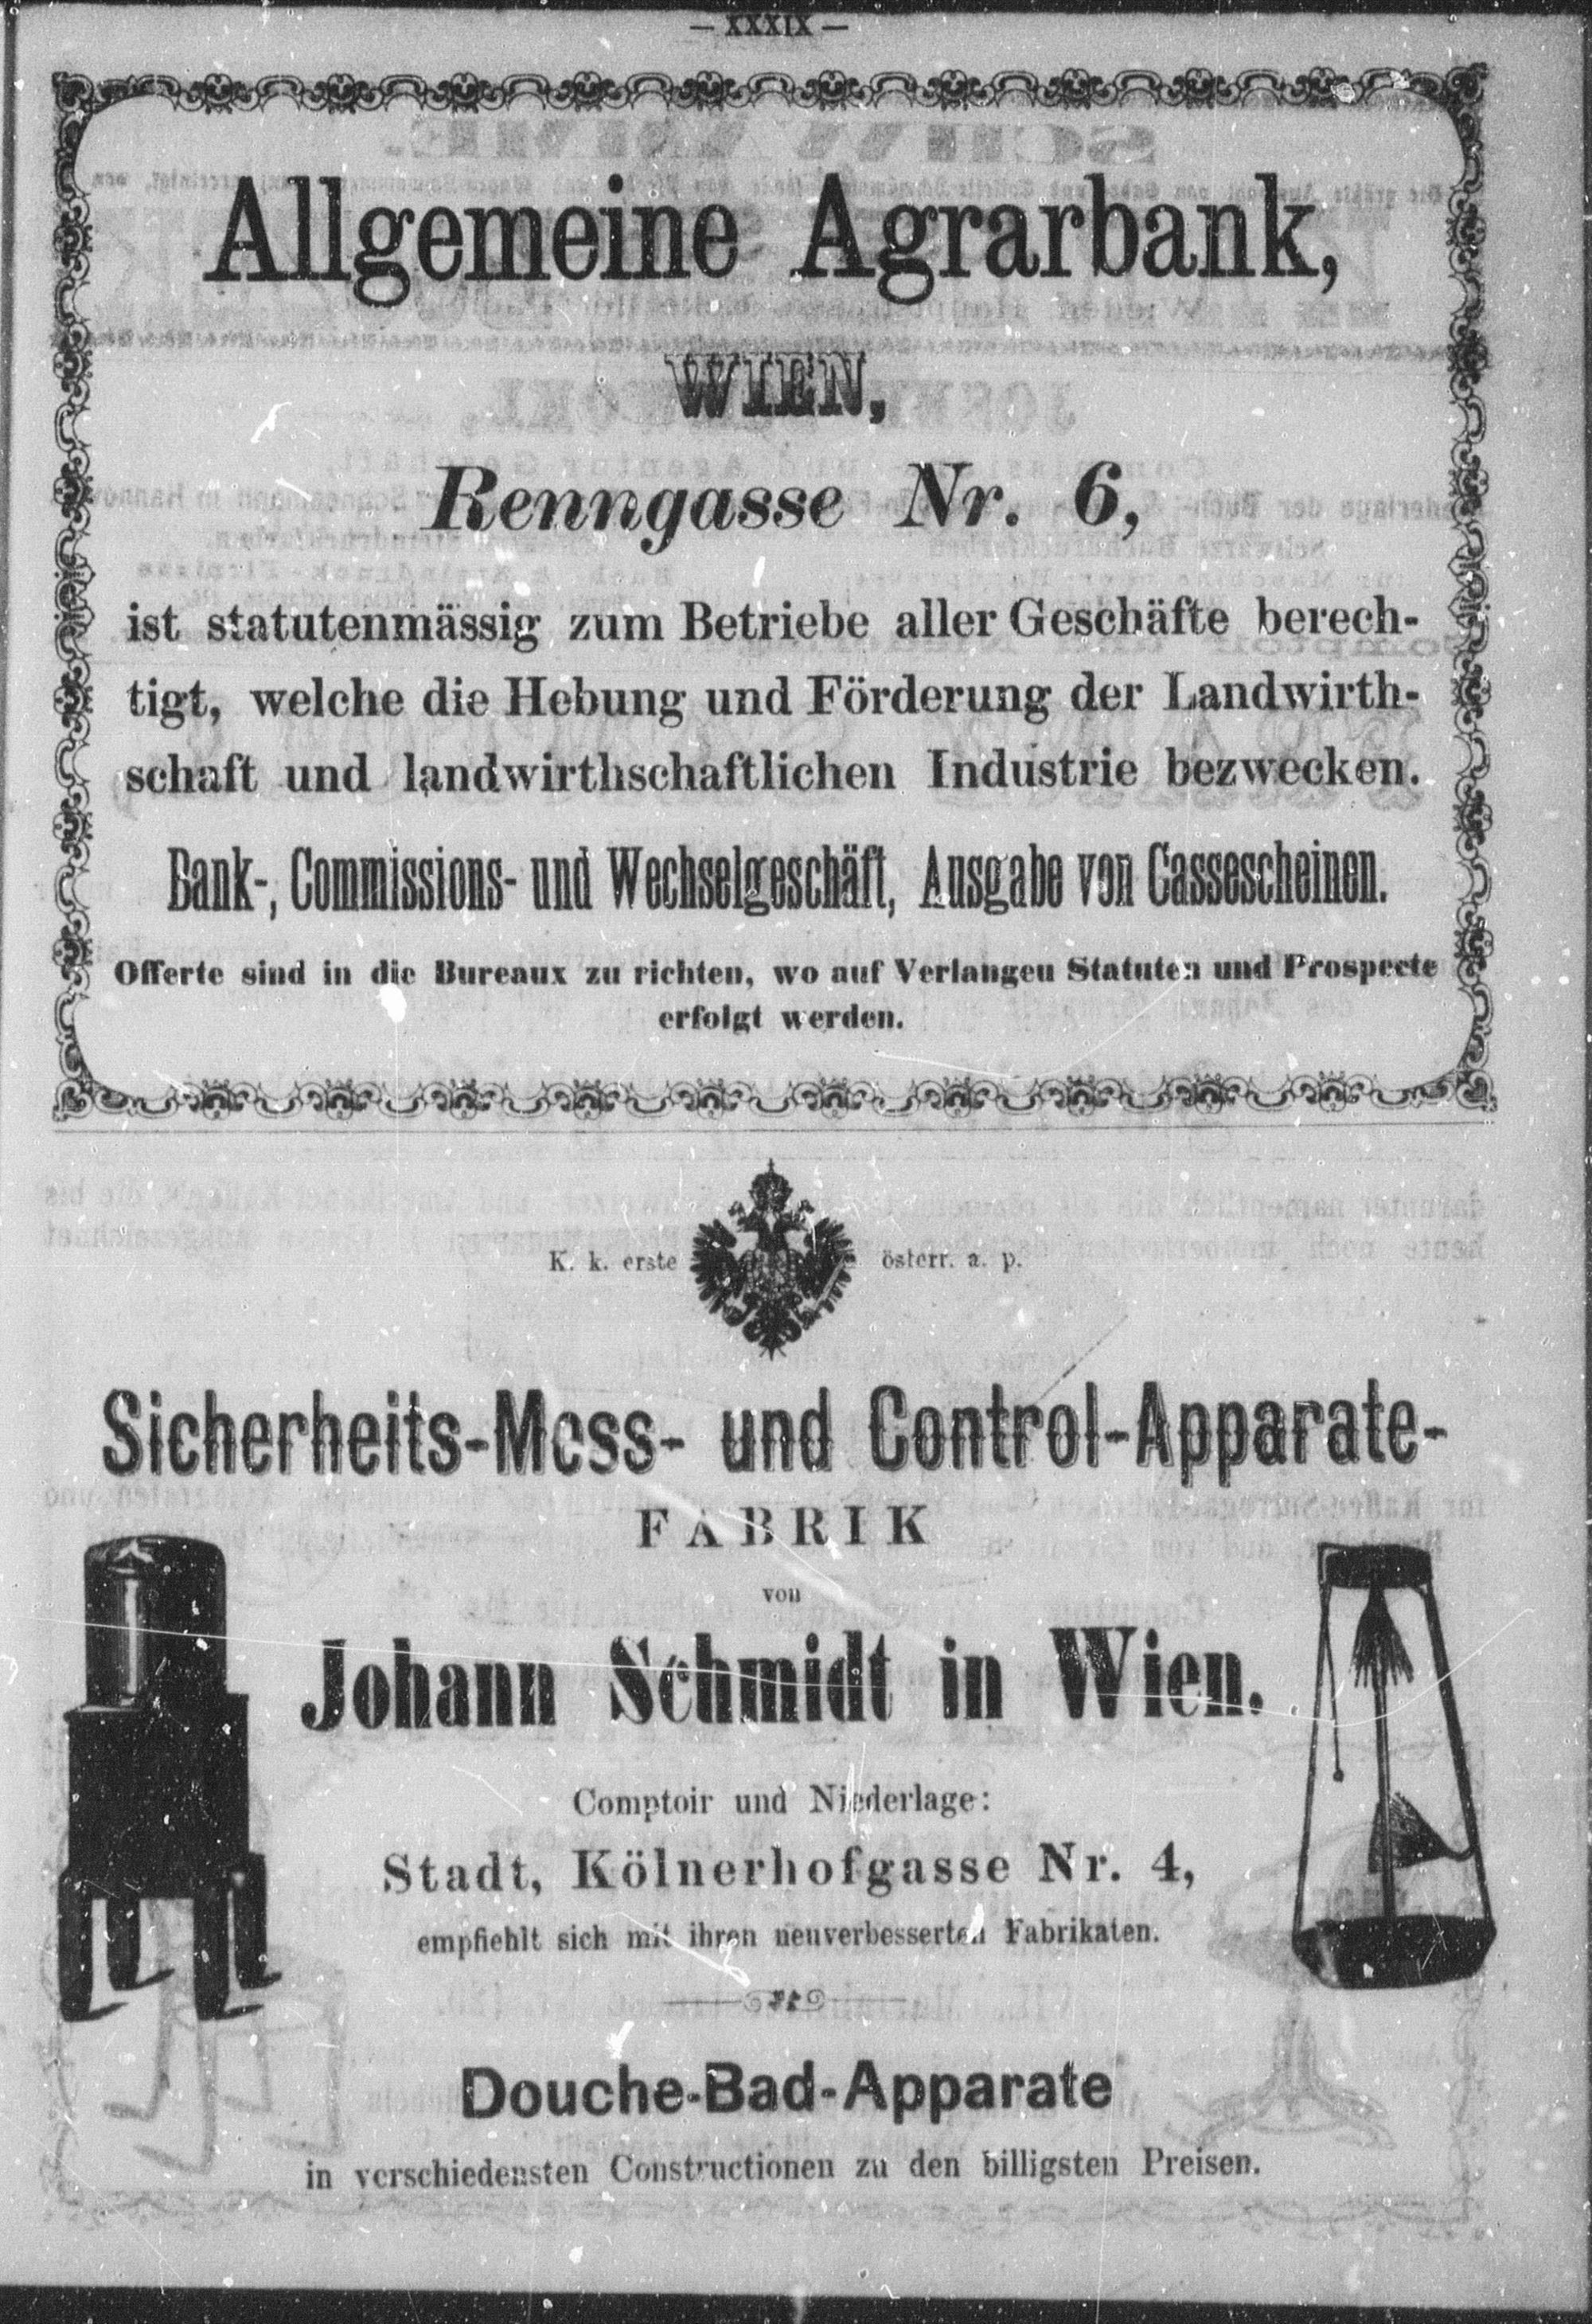 — XXXIX —
Allgemeine Agrarbank,
WIEN,
Renngasse Nr. 6,
ist statutenmässig zum Betriebe aller Geschäfte berech-
tigt, welche die Hebung und Förderung der Landwirth-
schaft und landwirthschaftlichen Industrie bezwecken.
Bank-, Commissions- und Wechselgeschäft, Ausgabe von Cassescheinen.
Offerte sind in die Bureaux zu richten, wo auf Verlangen Statuten und Prospecte
erfolgt werden.
K. k. erste österr. a. p.
Sicherheits-Mess- und Control-Apparate-
FABRIK
von
Johann Schmidt in Wien.
Comptoir und Niederlage:
Stadt, Kölnerhofgasse Nr. 4,
empfiehlt sich mit ihren neuverbesserten Fabrikaten.
Douche-Bad-Apparate
in verschiedensten Constructionen zu den billigsten Preisen.